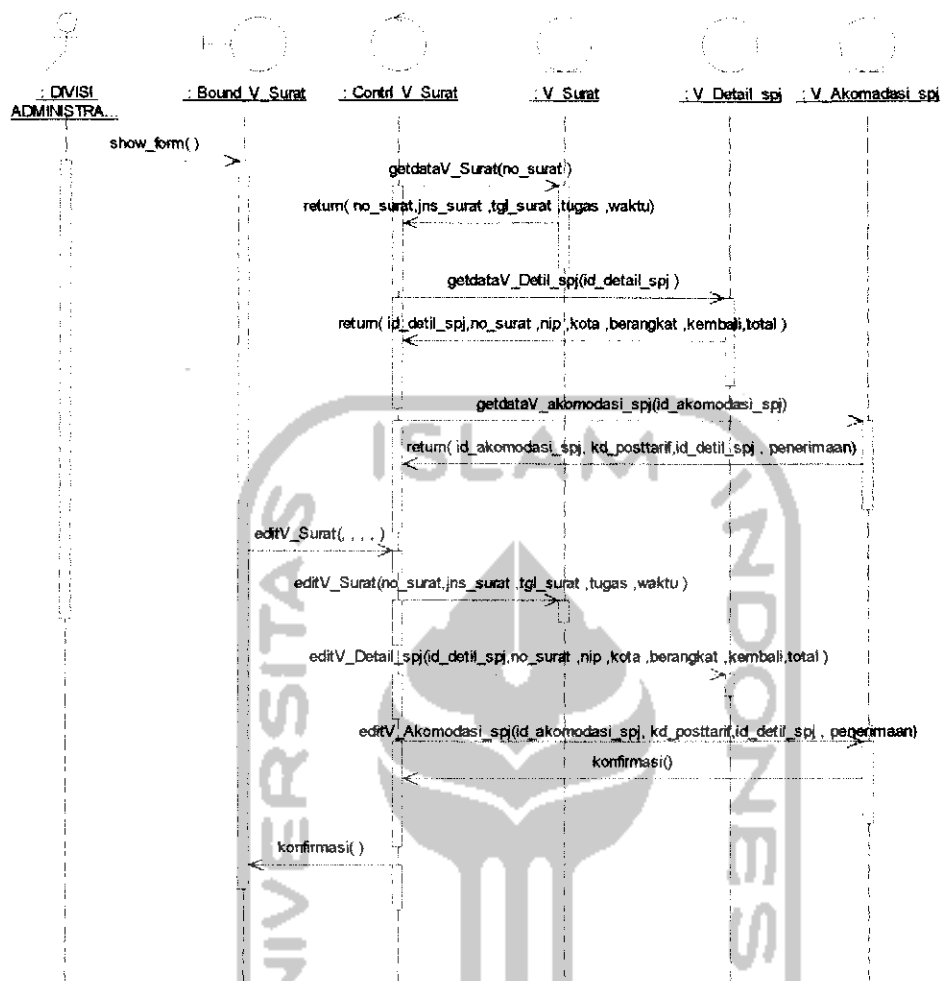 : DIVISI
ADMINISTRA...
: Bound_V_Surat
: Contrl_V_Surat
: V_Surat
: V_Detail_spj
: V_Akomadasi_spj
show_form( )
getdataV_Surat(no_surat )
return( no_surat,jns_surat ,tgl_surat ,tugas ,waktu)
getdataV_Detil_spj(id_detail_spj )
return( id_detil_spj,no_surat ,nip ,kota ,berangkat ,kembali,total )
getdataV_akomodasi_spj(id_akomodasi_spj)
return( id_akomodasi_spj, kd_posttarif,id_detil_spj , penerimaan)
editV_Surat(, , , , )
editV_Surat(no_surat,jns_surat ,tgl_surat ,tugas ,waktu )
editV_Detail_spj(id_detil_spj,no_surat ,nip ,kota ,berangkat ,kembali,total )
editV_Akomodasi_spj(id_akomodasi_spj, kd_posttarif,id_detil_spj , penerimaan)
konfirmasi()
konfirmasi( )
UNIVERSITAS
ISLAM
INDONES